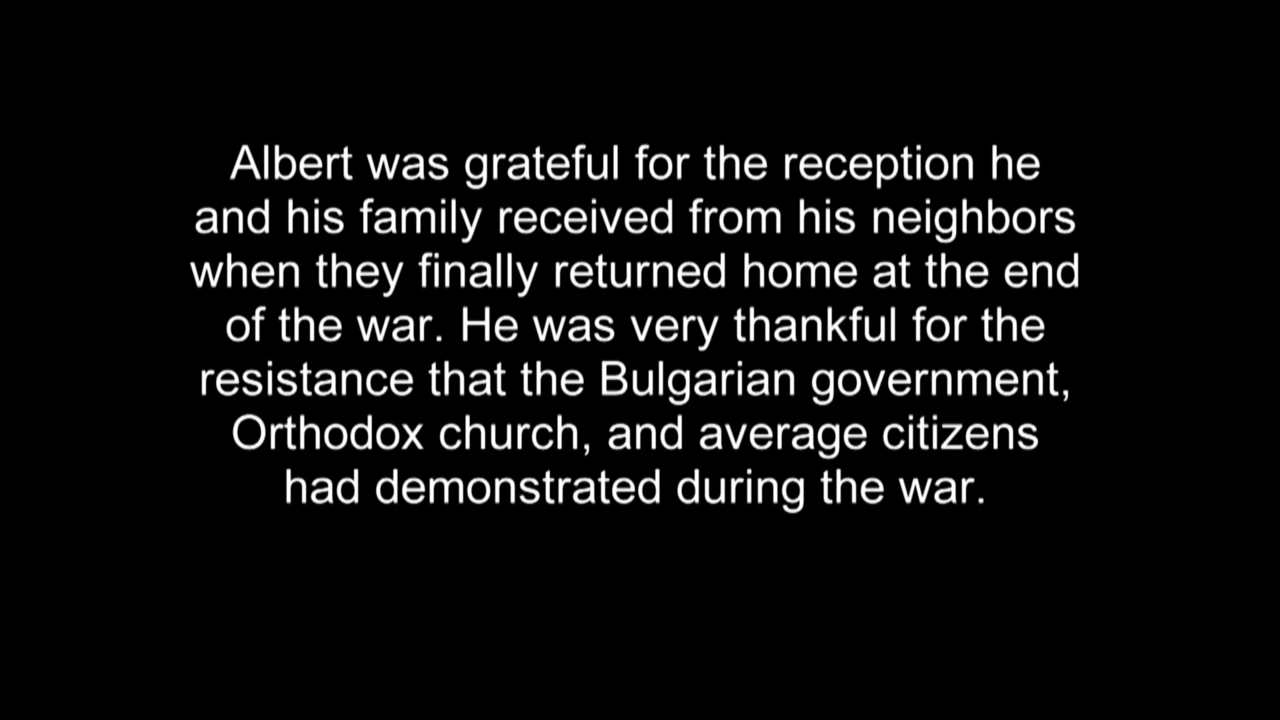 Albert was grateful for the reception he
and his family received from his neighbors
when they finally returned home at the end
of the war. He was very thankful for the
resistance that the Bulgarian government,
Orthodox church, and average citizens
had demonstrated during the war.